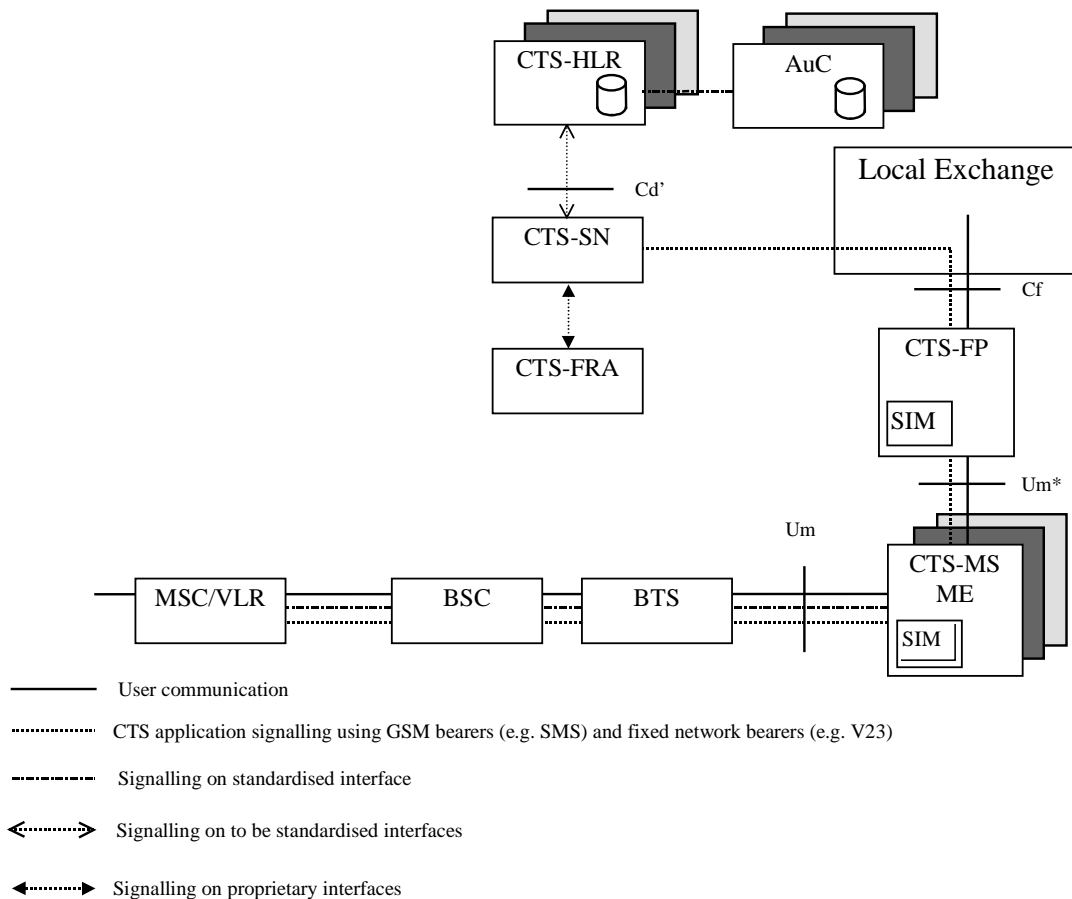 CTS-HLR
AuC
Local Exchange
Cd’
CTS-SN
Cf
CTS-FP
CTS-FRA
SIM
Um*
Um
CTS-MS
ME
MSC/VLR
BSC
BTS
SIM
User communication
CTS application signalling using GSM bearers (e.g. SMS) and fixed network bearers (e.g. V23)
Signalling on standardised interface
Signalling on to be standardised interfaces
Signalling on proprietary interfaces